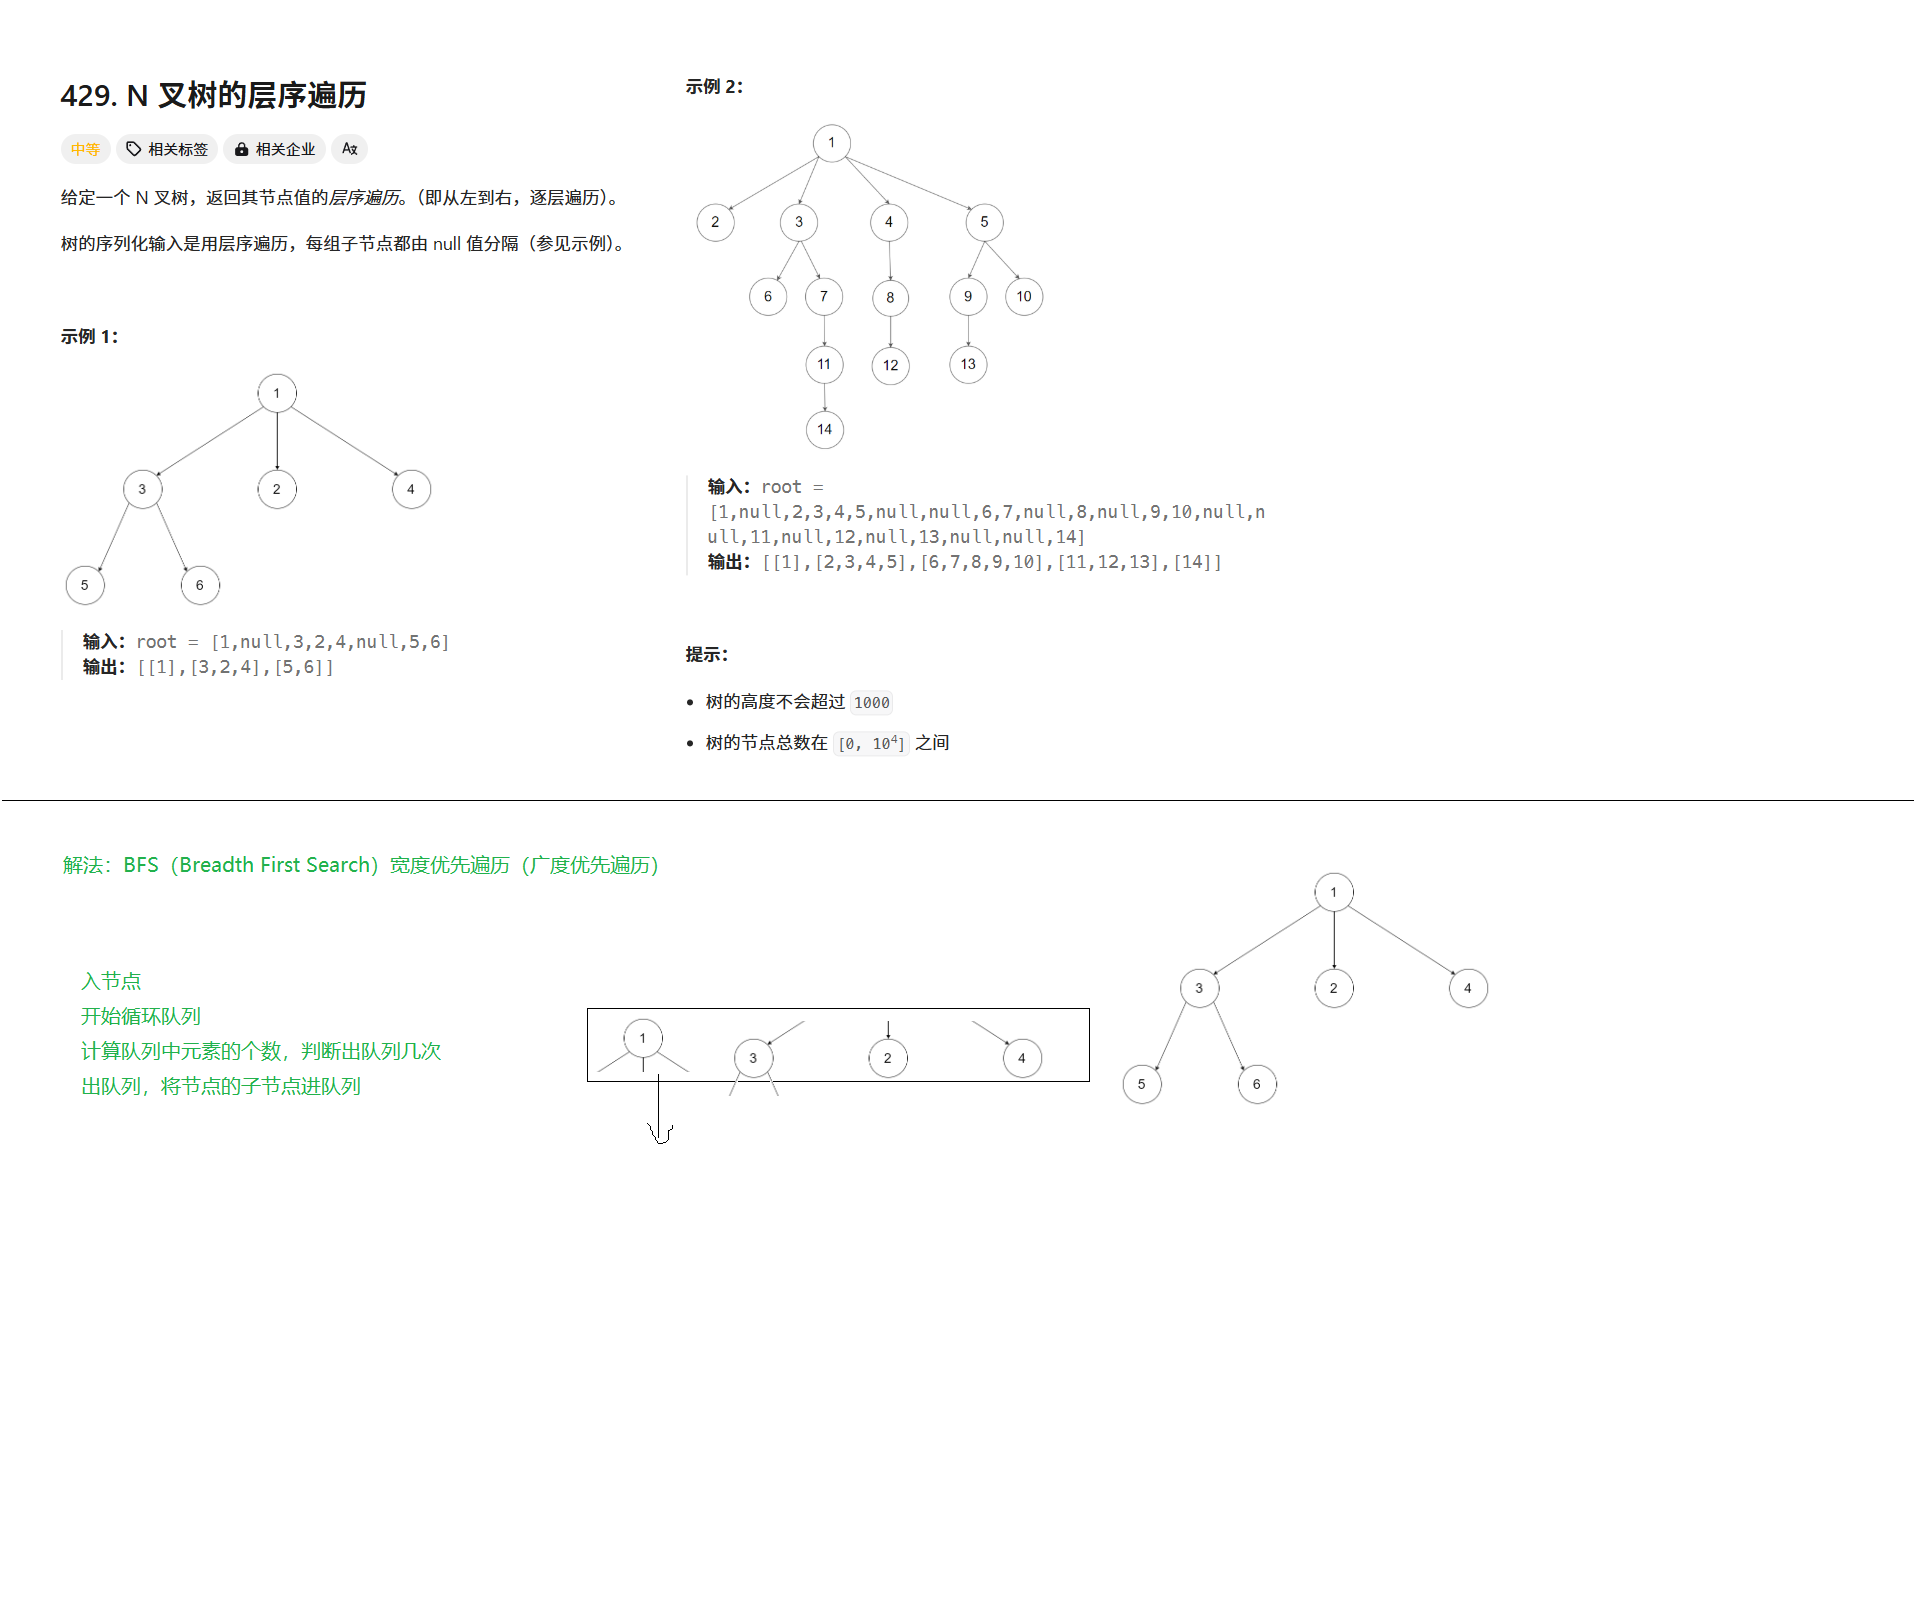 429. N 叉树的层序遍历
中等
相关标签
相关企业
给定一个 N 叉树，返回其节点值的层序遍历。（即从左到右，逐层遍历）。
树的序列化输入是用层序遍历，每组子节点都由 null 值分隔（参见示例）。
示例 1：
1
3
2
4
5
6
输入：root = [1,null,3,2,4,null,5,6]
输出：[[1],[3,2,4],[5,6]]
示例 2：
1
2
3
4
5
6
7
8
9
10
11
12
13
14
输入：root =
[1,null,2,3,4,5,null,null,6,7,null,8,null,9,10,null,n
ull,11,null,12,null,13,null,null,14]
输出：[[1],[2,3,4,5],[6,7,8,9,10],[11,12,13],[14]]
提示：
树的高度不会超过 1000
树的节点总数在 [0, 10^4] 之间
解法：BFS（Breadth First Search）宽度优先遍历（广度优先遍历）
入节点
开始循环队列
计算队列中元素的个数，判断出队列几次
出队列，将节点的子节点进队列
1
3
2
4
1
3
2
4
5
6